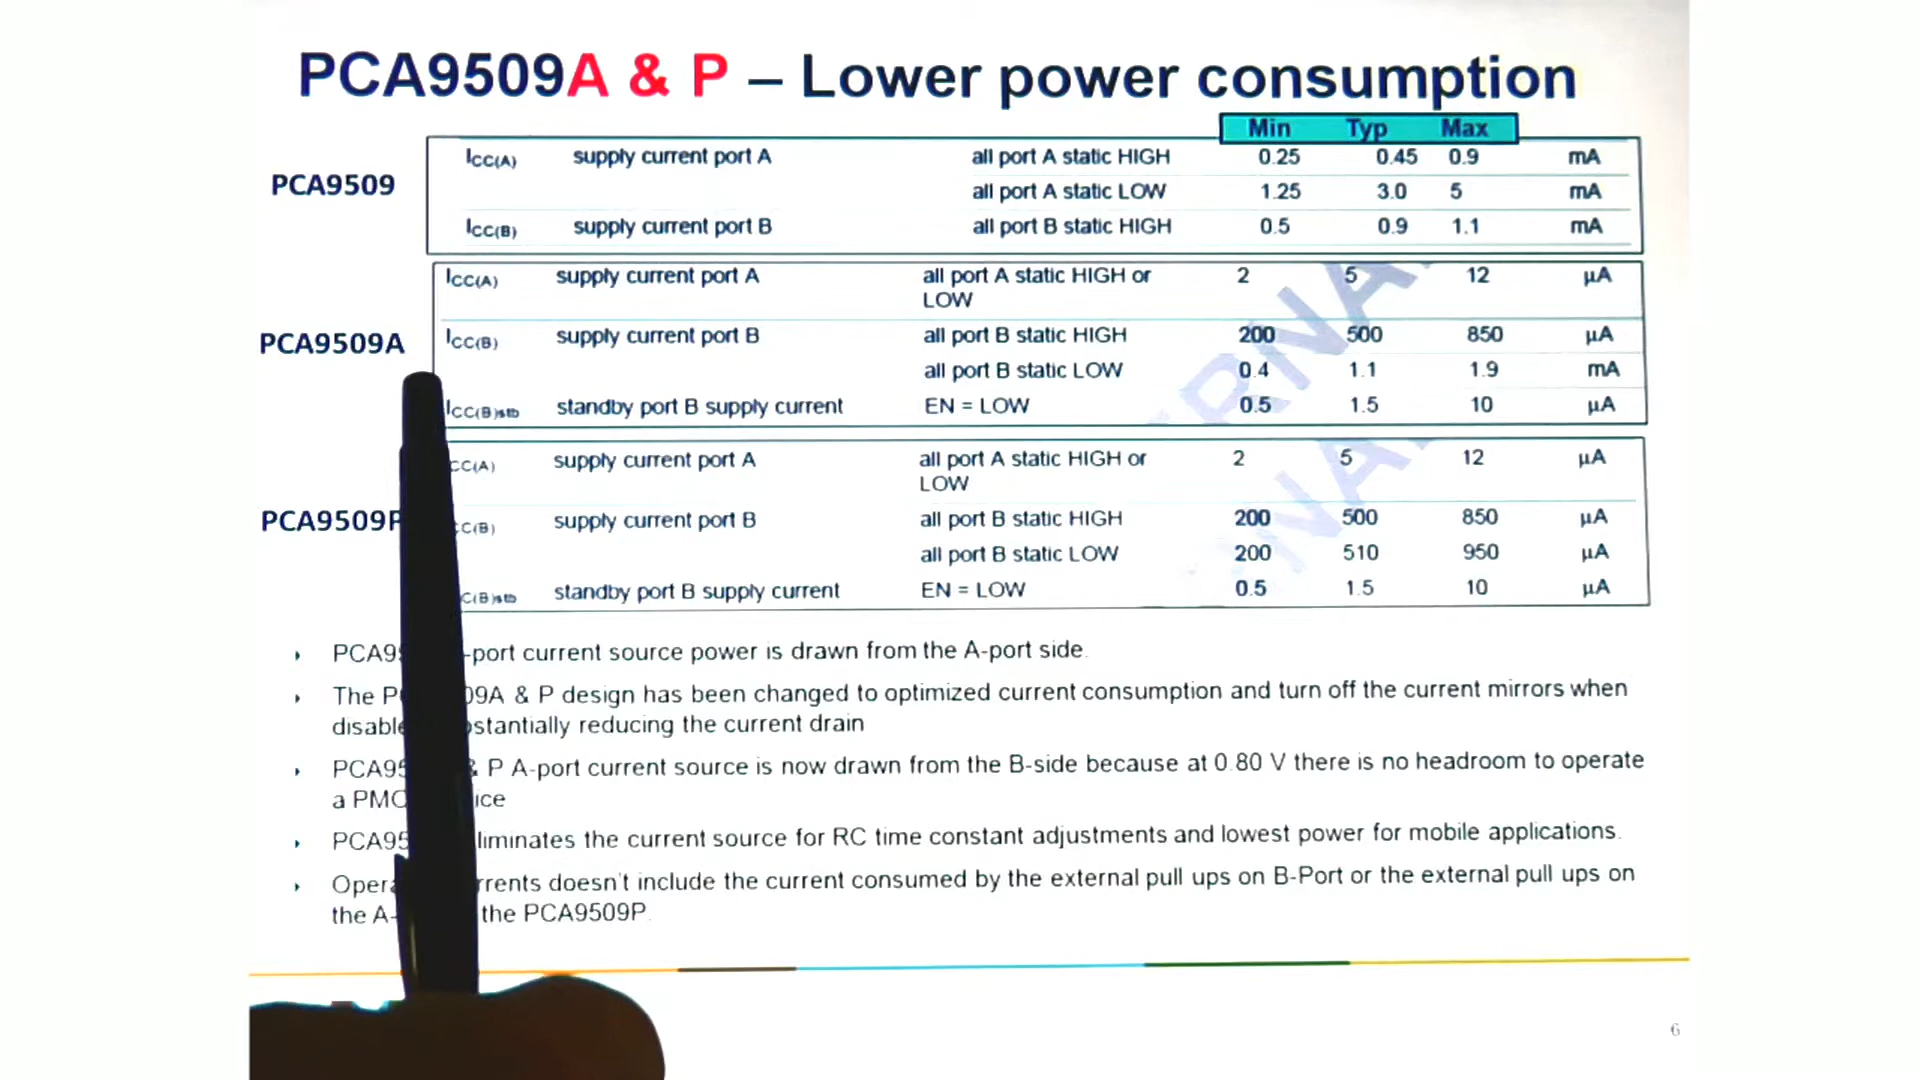 PCA9509A & P – Lower power consumption
Min Typ Max
PCA9509
ICC(A) supply current port A all port A static HIGH 0.25 0.45 0.9 mA
all port A static LOW 1.25 3.0 5 mA
ICC(B) supply current port B all port B static HIGH 0.5 0.9 1.1 mA
PCA9509A
ICC(A) supply current port A all port A static HIGH or 2 5 12 µA
LOW
ICC(B) supply current port B all port B static HIGH 200 500 850 µA
all port B static LOW 0.4 1.1 1.9 mA
ICC(B)stb standby port B supply current EN = LOW 0.5 1.5 10 µA
PCA9509P
CC(A) supply current port A all port A static HIGH or 2 5 12 µA
LOW
CC(B) supply current port B all port B static HIGH 200 500 850 µA
all port B static LOW 200 510 950 µA
C(B)stb standby port B supply current EN = LOW 0.5 1.5 10 µA
-port current source power is drawn from the A-port side.
The 09A & P design has been changed to optimized current consumption and turn off the current mirrors when
reducing the current drain
& P A-port current source is now drawn from the B-side because at 0.80 V there is no headroom to operate
a
the current source for RC time constant adjustments and lowest power for mobile applications.
doesn't include the current consumed by the external pull ups on B-Port or the external pull ups on
the the PCA9509P.
6